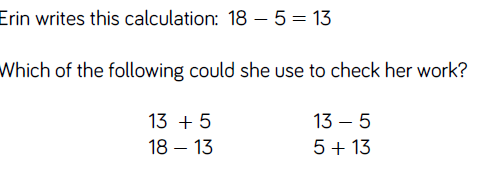 Erin writes this calculation: 18 – 5 = 13
Which of the following could she use to check her work?
13 + 5 13 – 5
18 – 13 5 + 13